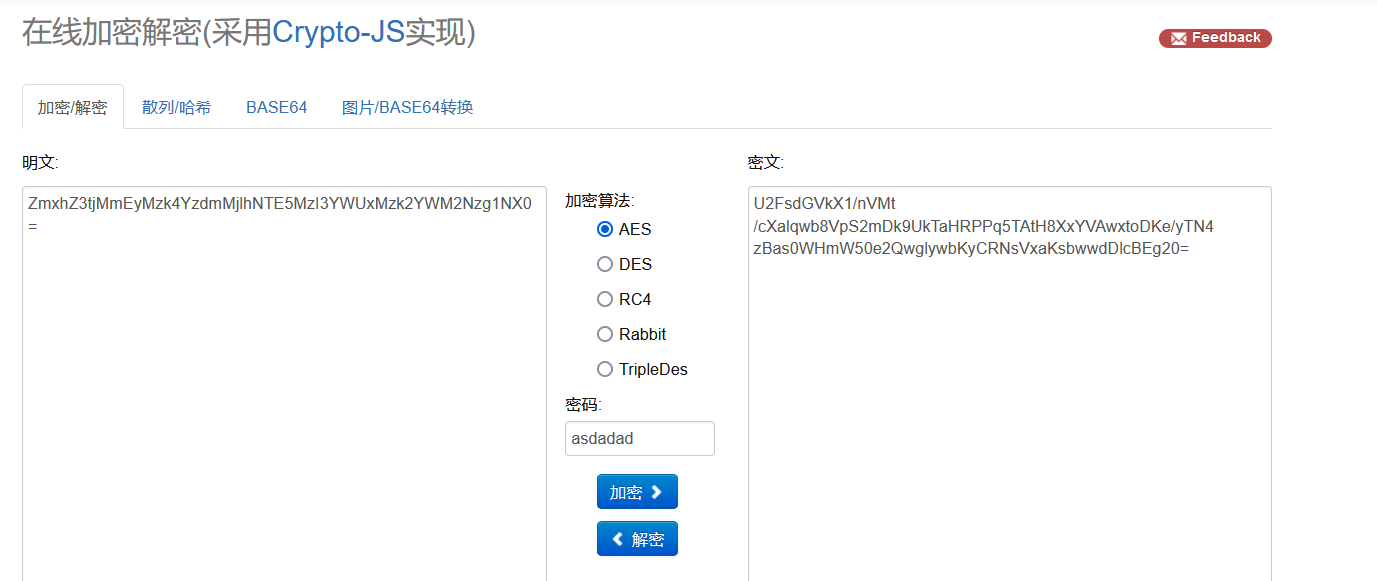 在线加密解密(采用Crypto-JS实现)
Feedback
加密/解密
散列/哈希
BASE64
图片/BASE64转换
明文:
密文:
ZmxhZ3tjMmEyMzk4YzdmMjlhNTE5MzI3YWUxMzk2YWM2Nzg1NX0
=
加密算法:
AES
DES
RC4
Rabbit
TripleDes
密码:
asdadad
加密
解密
U2FsdGVkX1/nVMt
/cXalqwb8VpS2mDk9UkTaHRPPq5TAtH8XxYVAwxtoDKe/yTN4
zBas0WHmW50e2QwglywbKyCRNsVxaKsbwwdDlcBEg20=